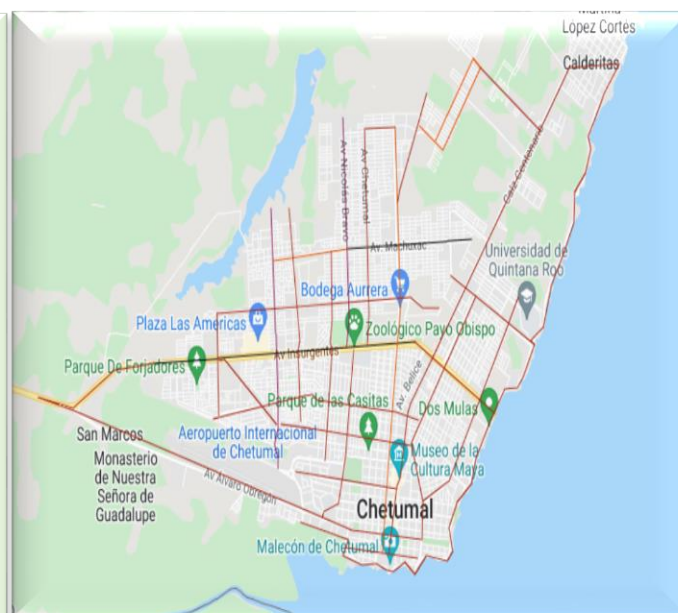 Martina
López Cortés
Calderitas
Calz Centenario
Av Nicolás Bravo
Av Chetumal
Av. Machuxac
Universidad de
Quintana Roo
Bodega Aurrera
Plaza Las Americas
Zoológico Payo Obispo
Av Insurgentes
Parque De Forjadores
Av. Belice
Parque de las Casitas
Dos Mulas
San Marcos
Aeropuerto Internacional
de Chetumal
Museo de la
Cultura Maya
Monasterio
de Nuestra
Señora de
Guadalupe
Av Álvaro Obregón
Chetumal
Malecón de Chetumal